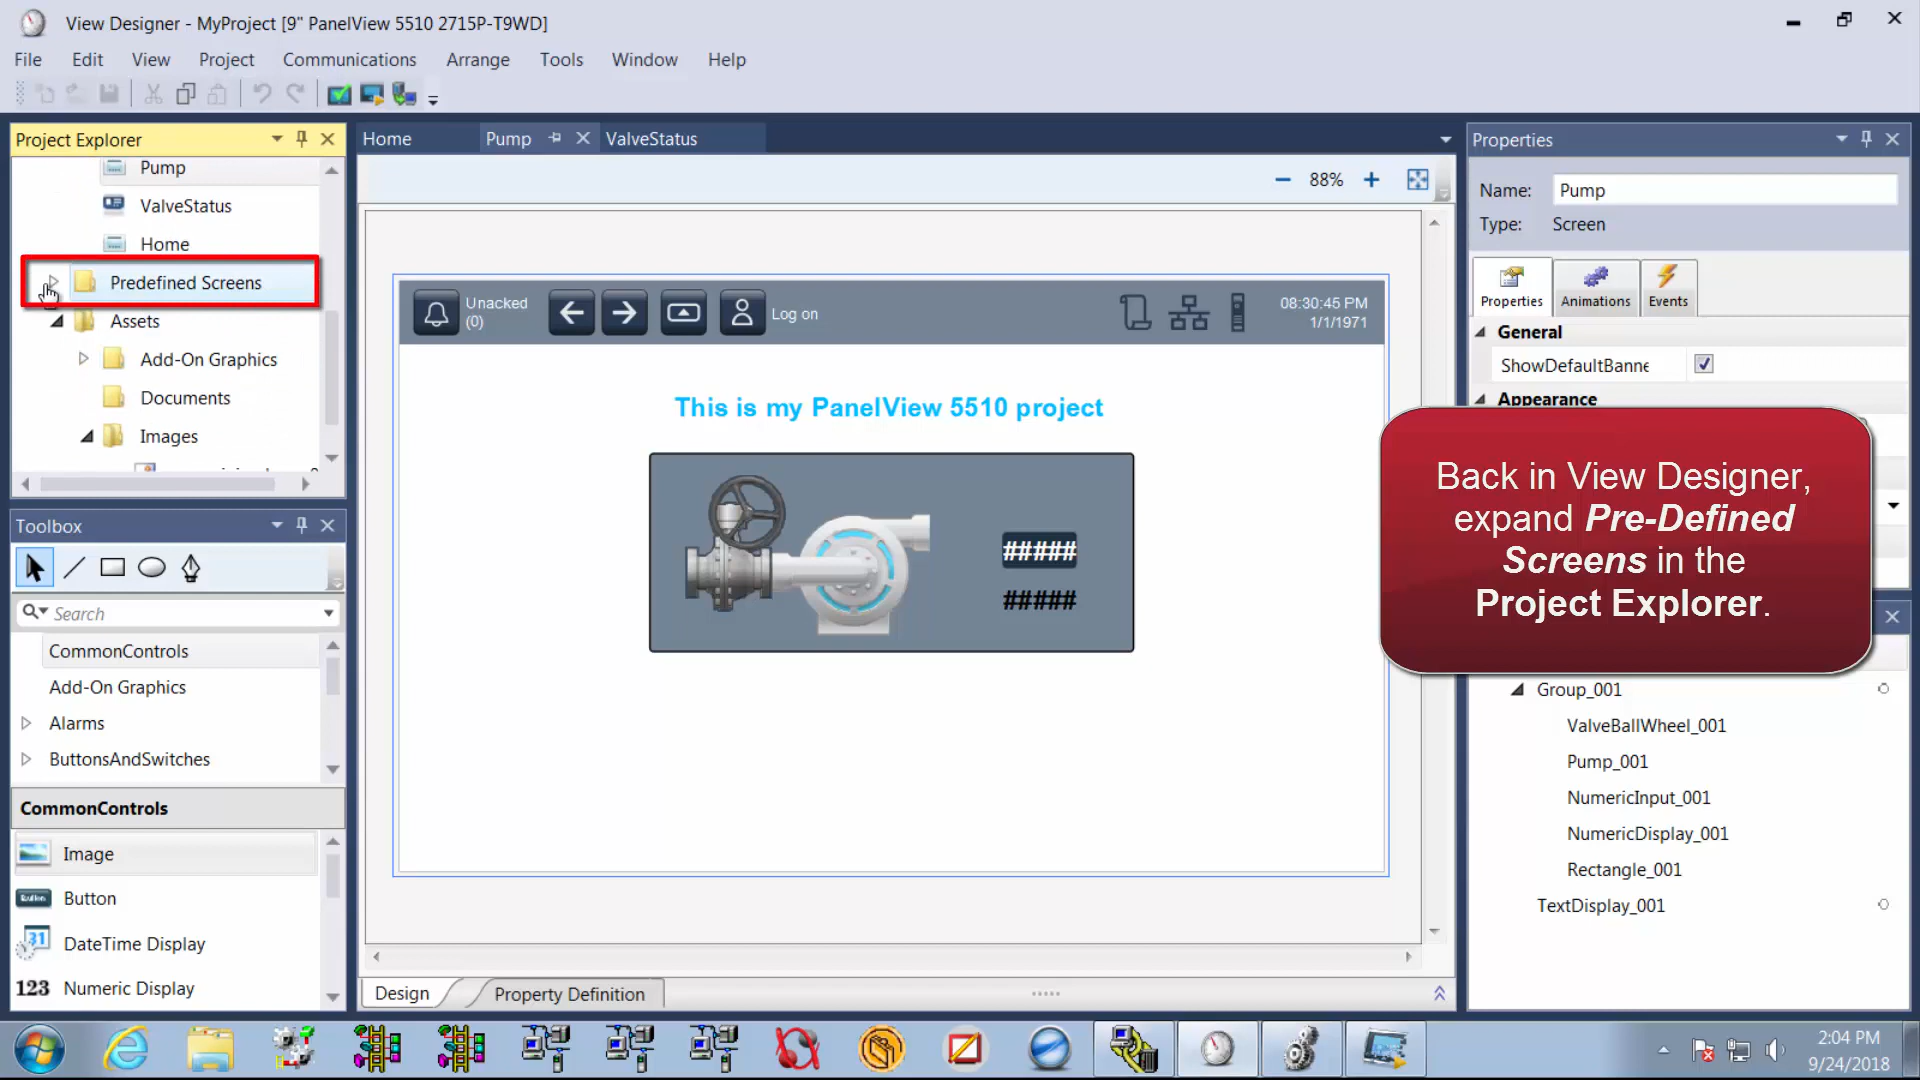 View Designer - MyProject [9" PanelView 5510 2715P-T9WD]
File Edit View Project Communications Arrange Tools Window Help
Project Explorer
Pump
ValveStatus
Home
Predefined Screens
Assets
Add-On Graphics
Documents
Images
Toolbox
Search
CommonControls
Add-On Graphics
Alarms
ButtonsAndSwitches
CommonControls
Image
Button Button
31 DateTime Display
123 Numeric Display
Home Pump ValveStatus
88%
Unacked
(0)
Log on
08:30:45 PM
1/1/1971
This is my PanelView 5510 project
#####
#####
Design Property Definition
Properties
Name: Pump
Type: Screen
Properties Animations Events
General
ShowDefaultBanne
Appearance
Back in View Designer,
expand Pre-Defined
Screens in the
Project Explorer.
Group_001
ValveBallWheel_001
Pump_001
NumericInput_001
NumericDisplay_001
Rectangle_001
TextDisplay_001
2:04 PM
9/24/2018